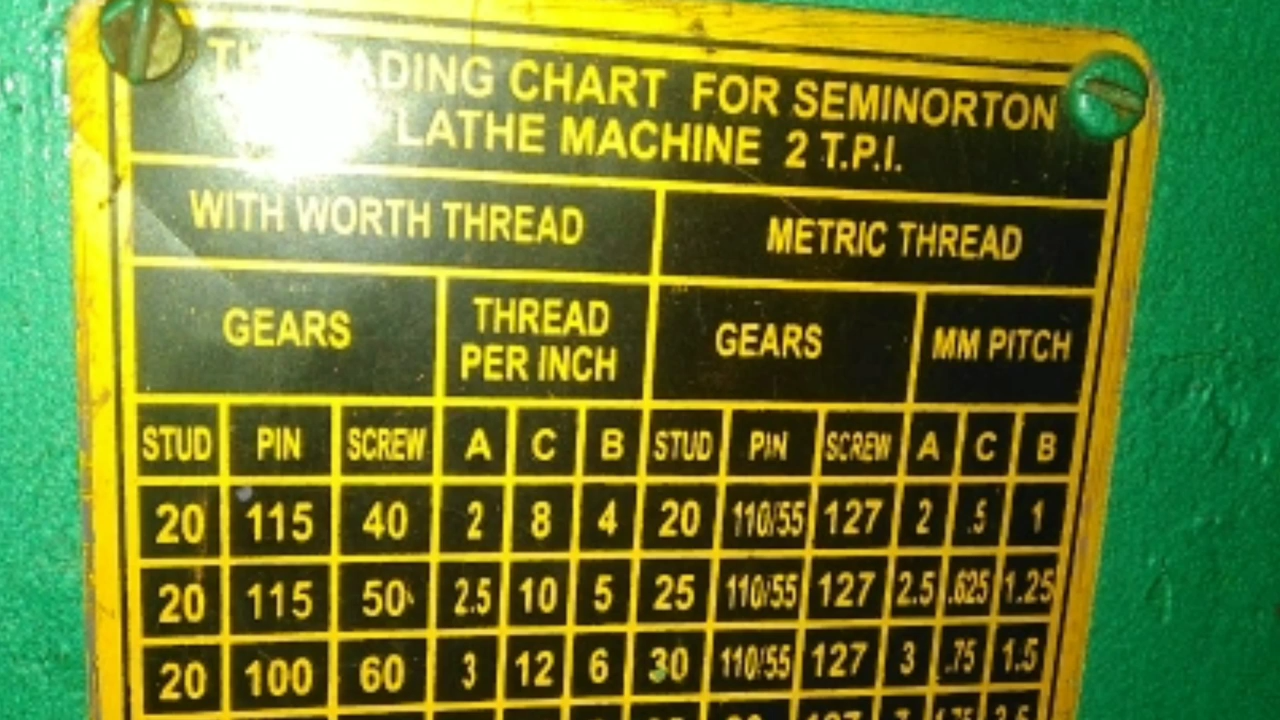 THREADING CHART FOR SEMINORTON
LATHE MACHINE 2 T.P.I.
WITH WORTH THREAD METRIC THREAD
GEARS THREAD PER INCH GEARS MM PITCH
STUD PIN SCREW A C B STUD PIN SCREW A C B
20 115 40 2 8 4 20 110/55 127 2 .5 1
20 115 50 2.5 10 5 25 110/55 127 2.5 .625 1.25
20 100 60 3 12 6 30 110/55 127 3 .75 1.5